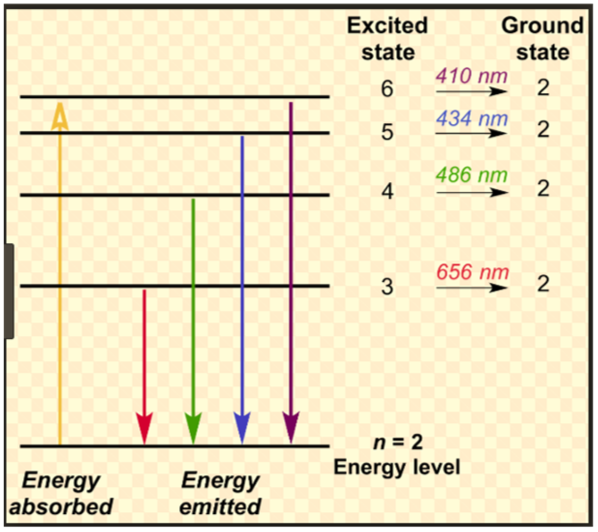 Excited Ground
state state
6 410 nm 2
5 434 nm 2
4 486 nm 2
3 656 nm 2
n = 2
Energy level
Energy Energy
absorbed emitted